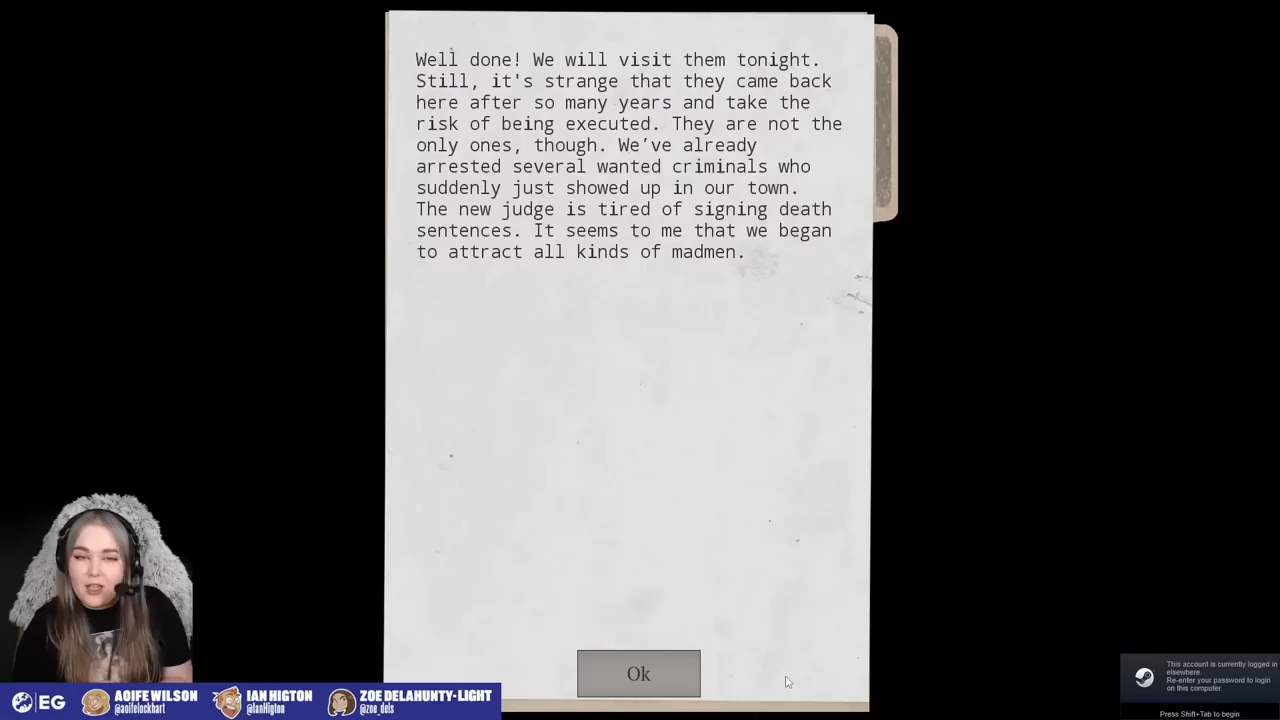 Well done! We will visit them tonight.
Still, it's strange that they came back
here after so many years and take the
risk of being executed. They are not the
only ones, though. We've already
arrested several wanted criminals who
suddenly just showed up in our town.
The new judge is tired of signing death
sentences. It seems to me that we began
to attract all kinds of madmen.
Ok
EG
AOIFE WILSON
@aoifelockhart
IAN HIGTON
@IanHigton
ZOE DELAHUNTY-LIGHT
@zoe_dels
This account is currently logged in
elsewhere.
Re-enter your password to login
on this computer.
Press Shift+Tab to begin